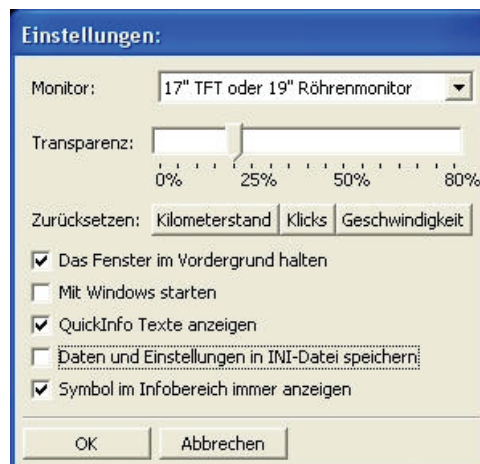 Einstellungen:
Monitor: 17" TFT oder 19" Röhrenmonitor
Transparenz:
0% 25% 50% 80%
Zurücksetzen: Kilometerstand Klicks Geschwindigkeit
Das Fenster im Vordergrund halten
Mit Windows starten
QuickInfo Texte anzeigen
Daten und Einstellungen in INI-Datei speichern
Symbol im Infobereich immer anzeigen
OK Abbrechen